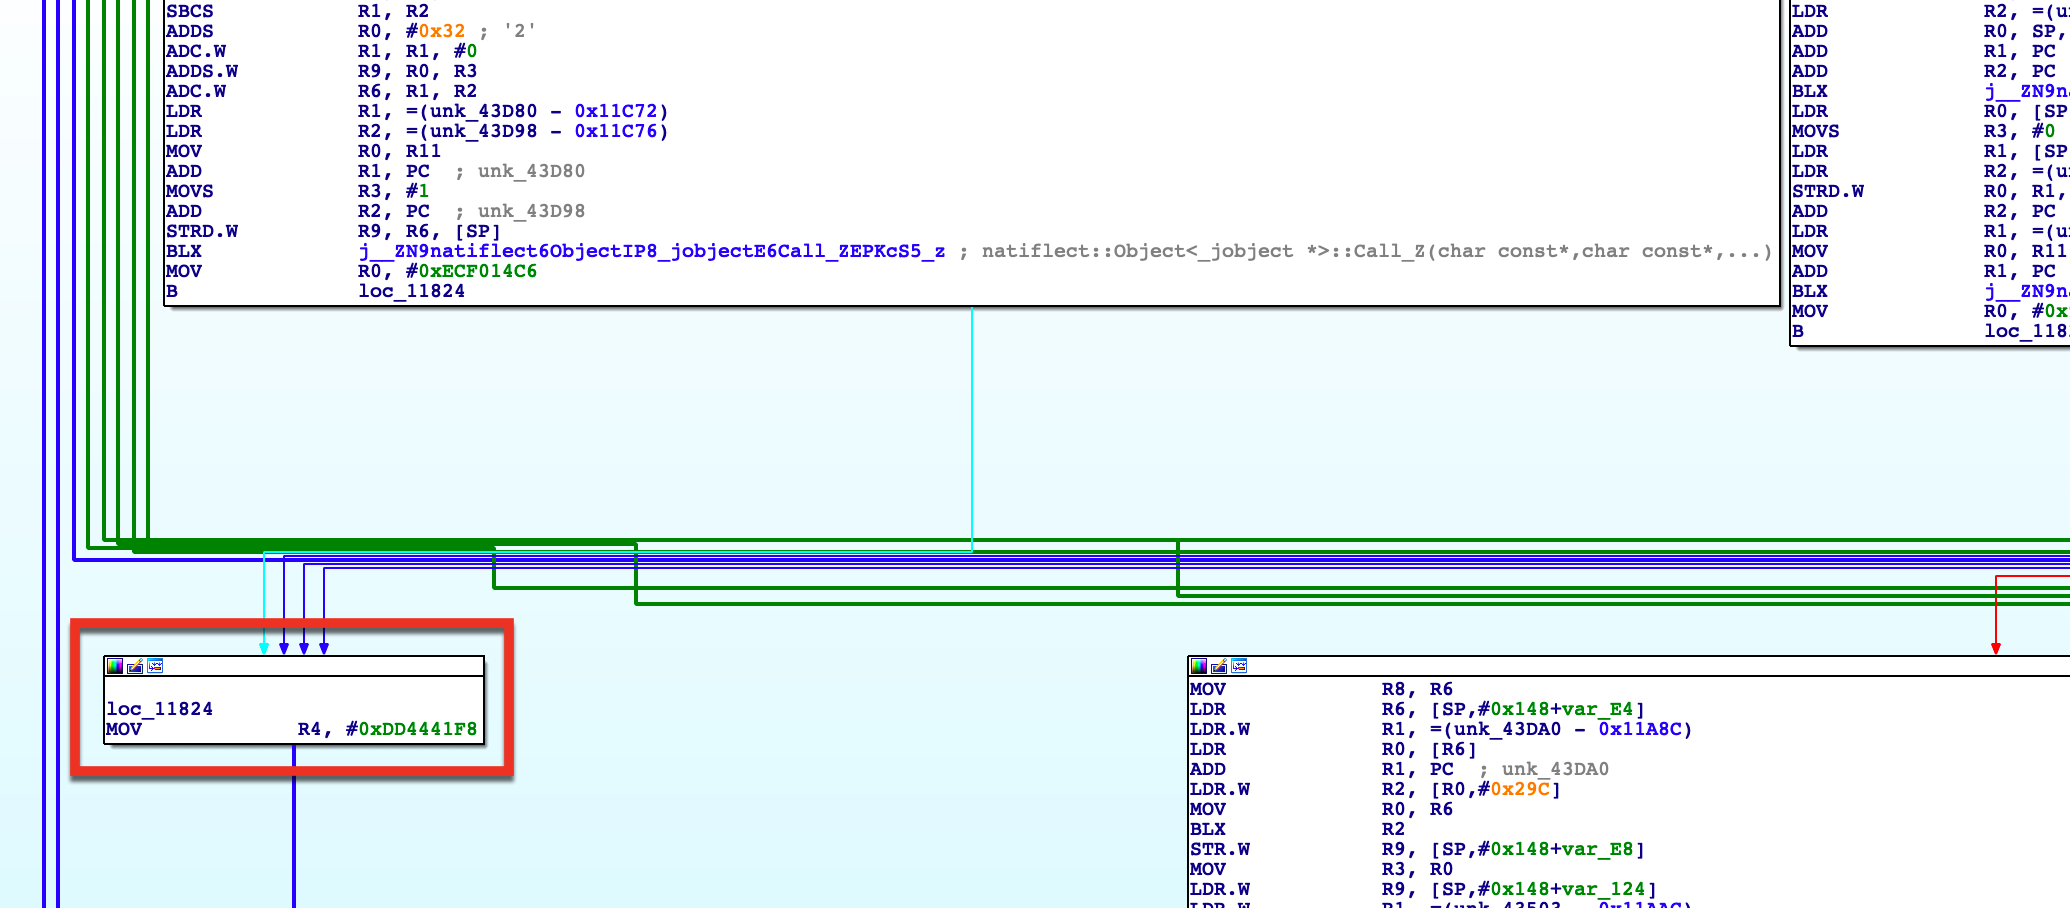 SBCS R1, R2
ADDS R0, #0x32 ; '2'
ADC.W R1, R1, #0
ADDS.W R9, R0, R3
ADC.W R6, R1, R2
LDR R1, =(unk_43D80 - 0x11C72)
LDR R2, =(unk_43D98 - 0x11C76)
MOV R0, R11
ADD R1, PC ; unk_43D80
MOVS R3, #1
ADD R2, PC ; unk_43D98
STRD.W R9, R6, [SP]
BLX j__ZN9natiflect6ObjectIP8_jobjectE6Call_ZEPKcS5_z ; natiflect::Object<_jobject *>::Call_Z(char const*,char const*,...)
MOV R0, #0xECF014C6
B loc_11824
LDR R2, =(u
ADD R0, SP,
ADD R1, PC
ADD R2, PC
BLX j__ZN9n
LDR R0, [SP
MOVS R3, #0
LDR R1, [SP
LDR R2, =(u
STRD.W R0, R1,
ADD R2, PC
LDR R1, =(u
MOV R0, R11
ADD R1, PC
BLX j__ZN9n
MOV R0, #0x
B loc_118
loc_11824
MOV R4, #0xDD4441F8
MOV R8, R6
LDR R6, [SP,#0x148+var_E4]
LDR.W R1, =(unk_43DA0 - 0x11A8C)
LDR R0, [R6]
ADD R1, PC ; unk_43DA0
LDR.W R2, [R0,#0x29C]
MOV R0, R6
BLX R2
STR.W R9, [SP,#0x148+var_E8]
MOV R3, R0
LDR.W R9, [SP,#0x148+var_124]
LDR.W R1, =(unk_43503 - 0x11AAC)